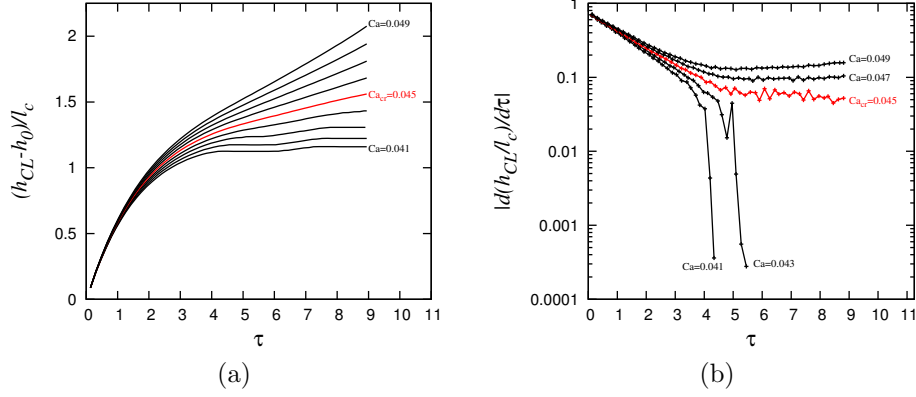 2
1.5
1
0.5
0
0 1 2 3 4 5 6 7 8 9 10 11
(h_CL-h_0)/l_c
τ
Ca=0.049
Ca_cr=0.045
Ca=0.041
(a)
1
0.1
0.01
0.001
0.0001
0 1 2 3 4 5 6 7 8 9 10 11
|d(h_CL/l_c)/dτ|
τ
Ca=0.049
Ca=0.047
Ca_cr=0.045
Ca=0.041
Ca=0.043
(b)